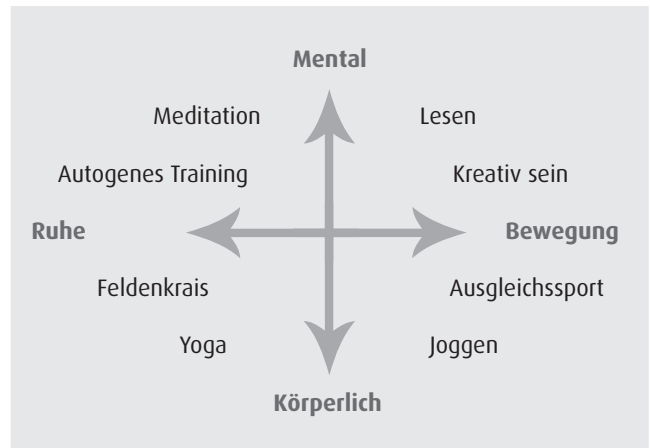 Mental
Meditation Lesen
Autogenes Training Kreativ sein
Ruhe Bewegung
Feldenkrais Ausgleichssport
Yoga Joggen
Körperlich